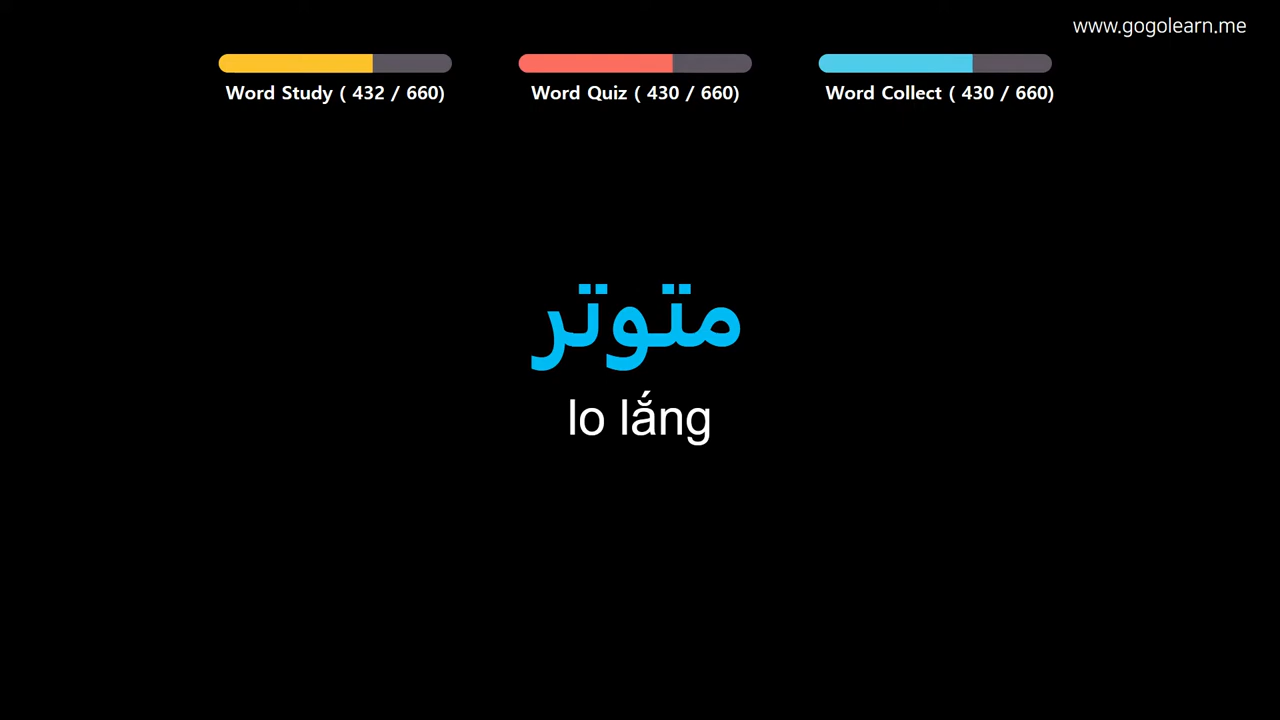 www.gogolearn.me
Word Study ( 432 / 660)
Word Quiz ( 430 / 660)
Word Collect ( 430 / 660)
متوتر
lo lắng